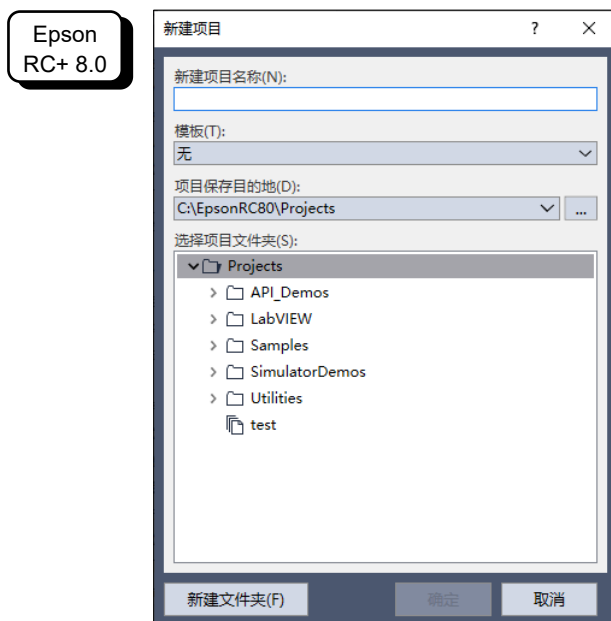 Epson
RC+ 8.0
新建项目
?
新建项目名称(N):
模板(T):
无
项目保存目的地(D):
C:\EpsonRC80\Projects
...
选择项目文件夹(S):
Projects
API_Demos
LabVIEW
Samples
SimulatorDemos
Utilities
test
新建文件夹(F)
确定
取消